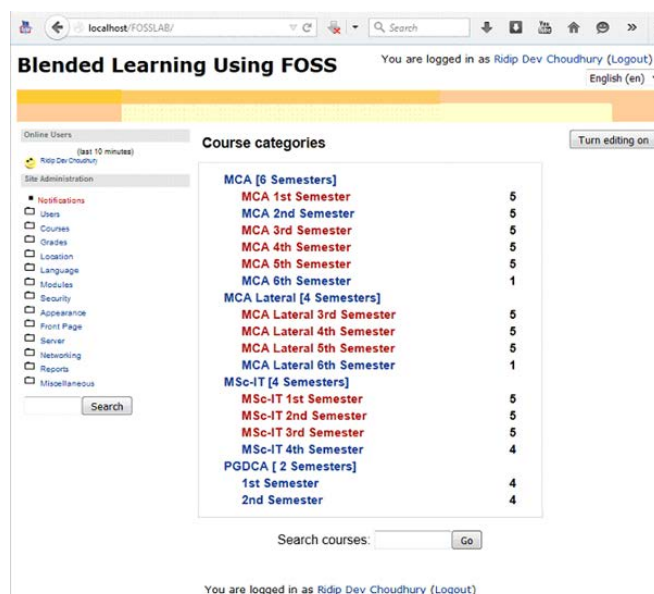 localhost/FOSSLAB/
Search
Blended Learning Using FOSS
You are logged in as Ridip Dev Choudhury (Logout)
English (en)
Online Users
(last 10 minutes)
Ridip Dev Choudhury
Site Administration
Notifications
Users
Courses
Grades
Location
Language
Modules
Security
Appearance
Front Page
Server
Networking
Reports
Miscellaneous
Search
Course categories
Turn editing on
MCA [6 Semesters]
MCA 1st Semester 5
MCA 2nd Semester 5
MCA 3rd Semester 5
MCA 4th Semester 5
MCA 5th Semester 5
MCA 6th Semester 1
MCA Lateral [4 Semesters]
MCA Lateral 3rd Semester 5
MCA Lateral 4th Semester 5
MCA Lateral 5th Semester 5
MCA Lateral 6th Semester 1
MSc-IT [4 Semesters]
MSc-IT 1st Semester 5
MSc-IT 2nd Semester 5
MSc-IT 3rd Semester 5
MSc-IT 4th Semester 4
PGDCA [ 2 Semesters]
1st Semester 4
2nd Semester 4
Search courses: Go
You are logged in as Ridip Dev Choudhury (Logout)